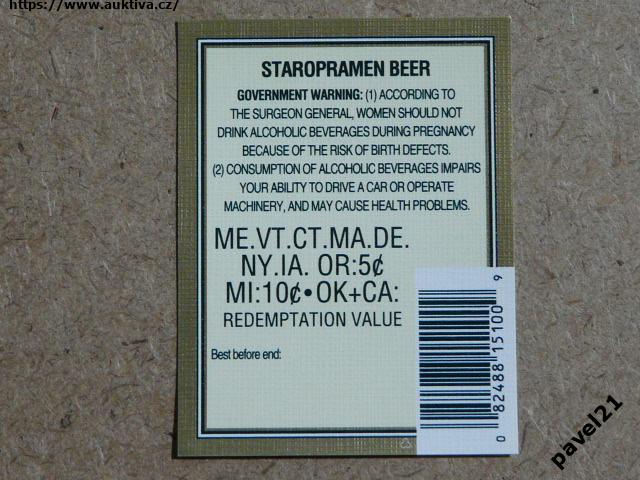 https://www.auktiva.cz/
STAROPRAMEN BEER
GOVERNMENT WARNING: (1) ACCORDING TO
THE SURGEON GENERAL, WOMEN SHOULD NOT
DRINK ALCOHOLIC BEVERAGES DURING PREGNANCY
BECAUSE OF THE RISK OF BIRTH DEFECTS.
(2) CONSUMPTION OF ALCOHOLIC BEVERAGES IMPAIRS
YOUR ABILITY TO DRIVE A CAR OR OPERATE
MACHINERY, AND MAY CAUSE HEALTH PROBLEMS.
ME.VT.CT.MA.DE.
NY.IA. OR:5¢
MI:10¢•OK+CA:
REDEMPTATION VALUE
Best before end:
0 82488 15100 9
pavel21